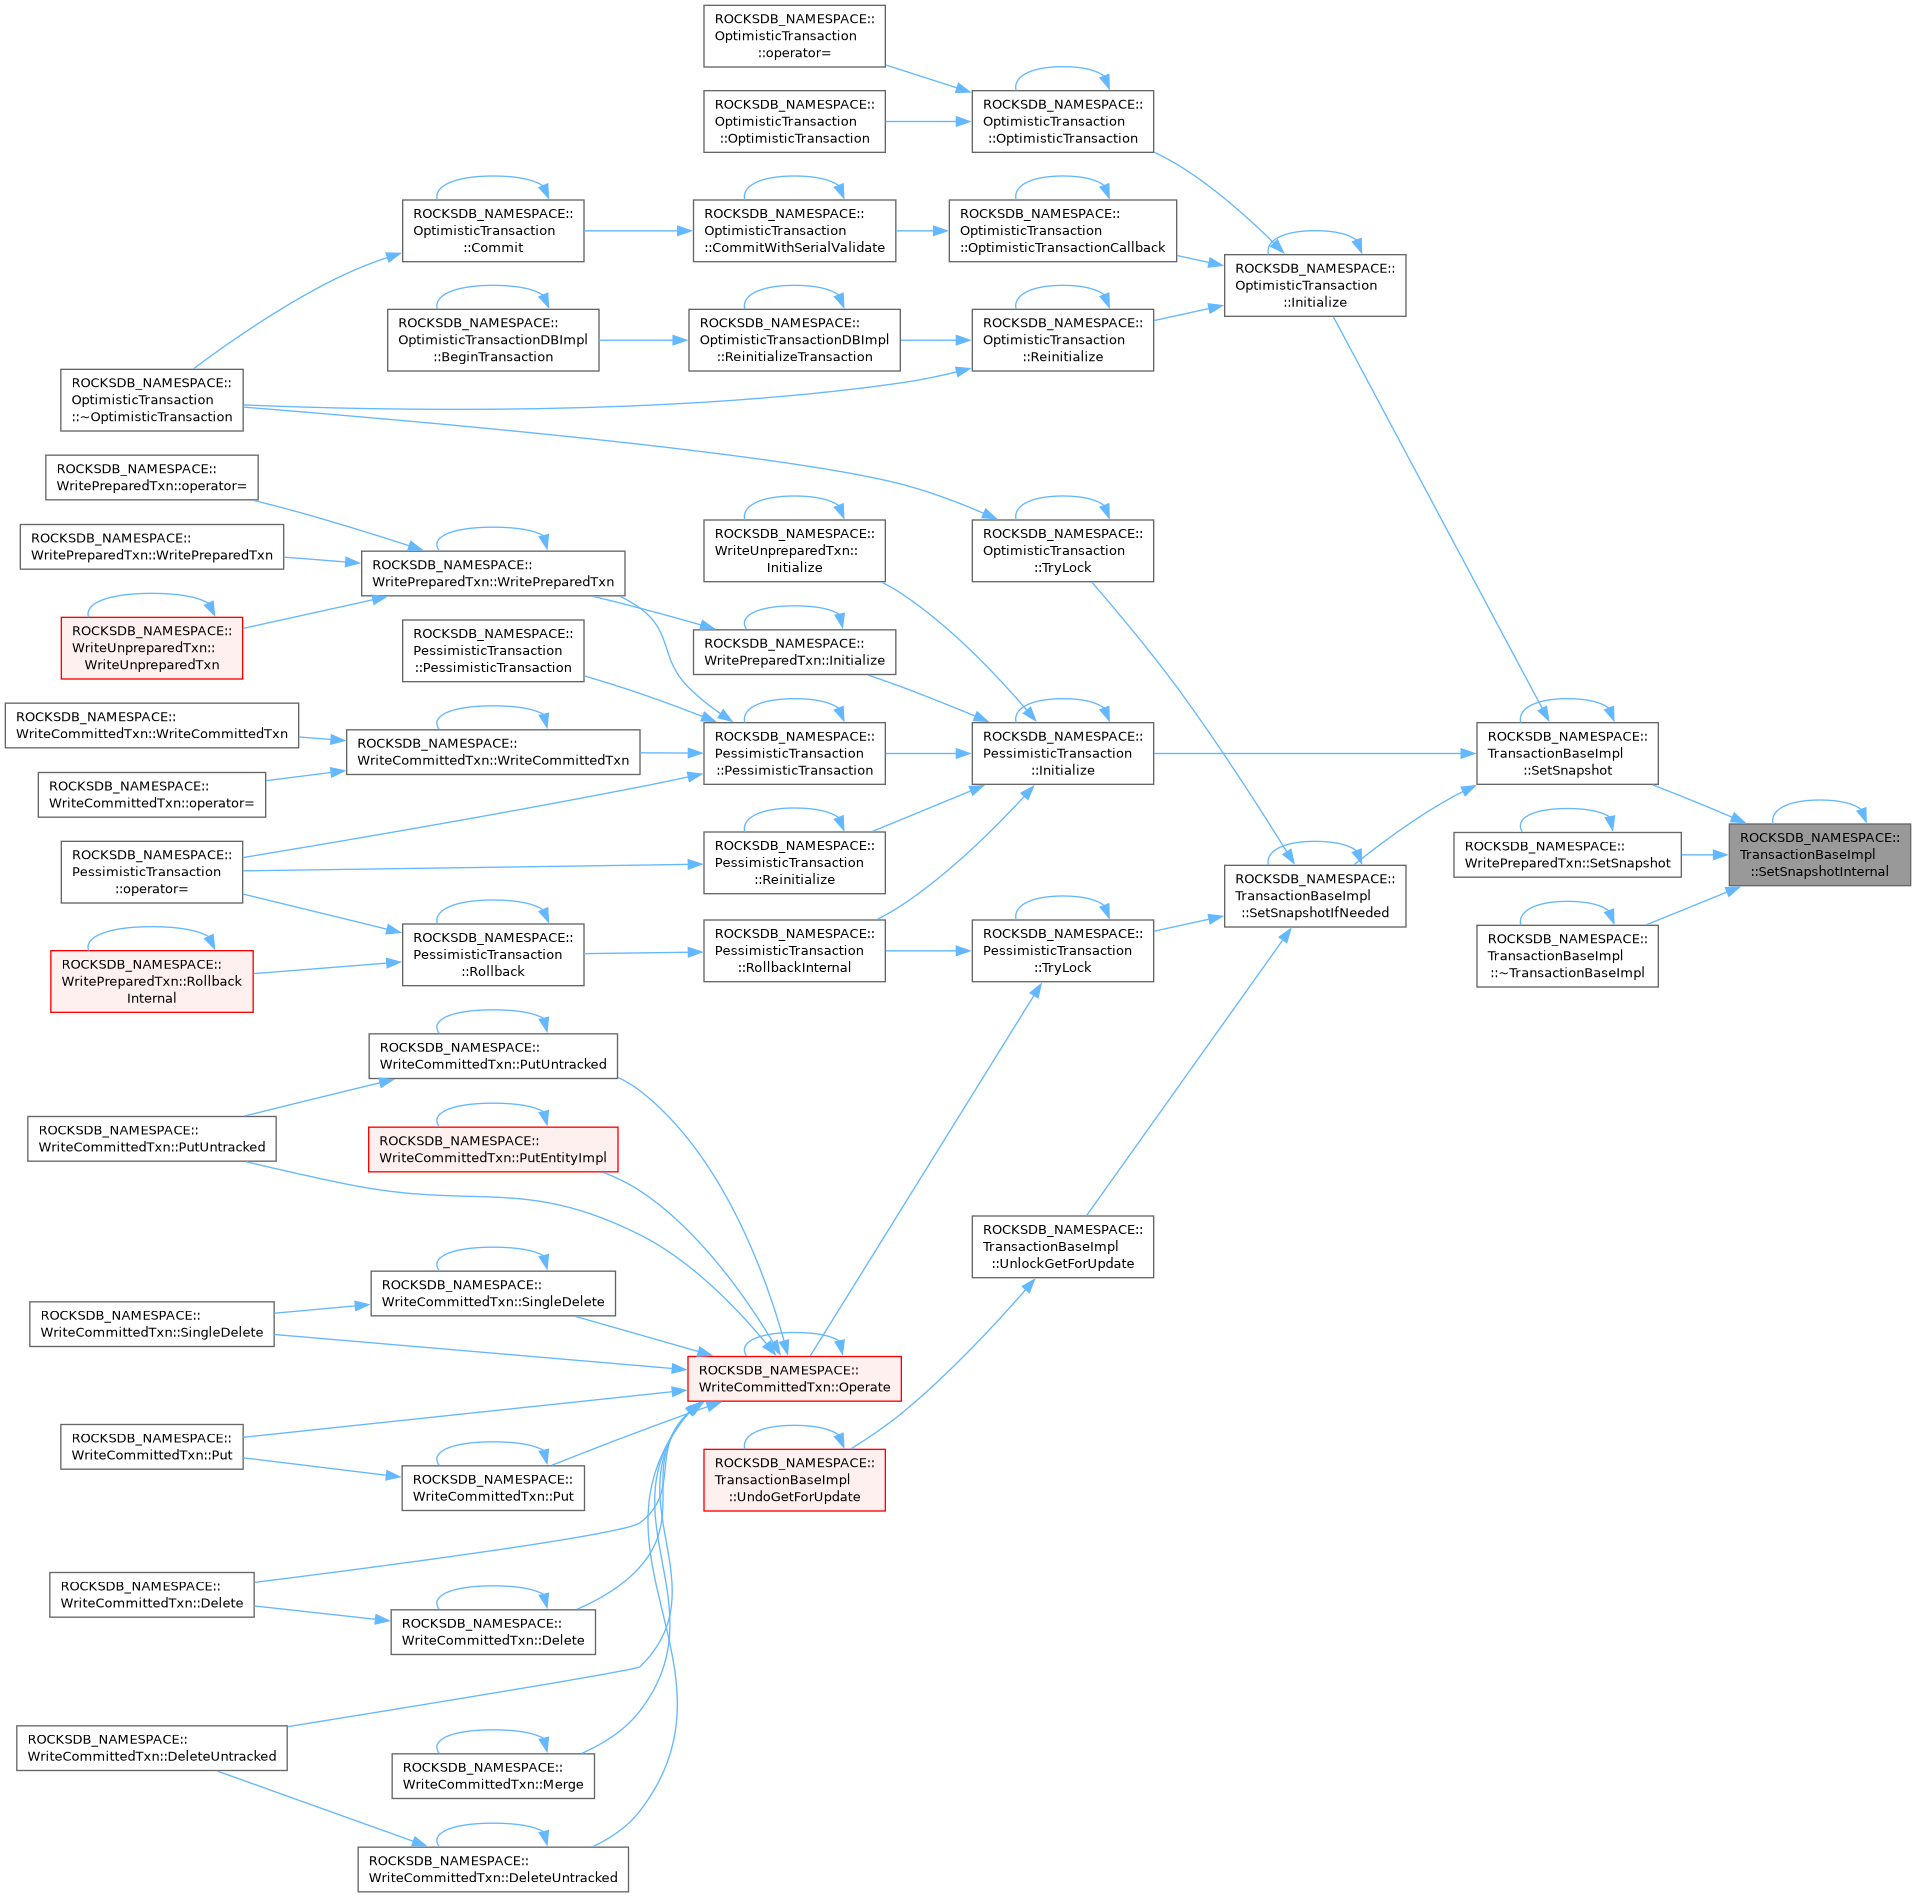 ROCKSDB_NAMESPACE::
OptimisticTransaction
::operator=
ROCKSDB_NAMESPACE::
OptimisticTransaction
::OptimisticTransaction
ROCKSDB_NAMESPACE::
OptimisticTransaction
::OptimisticTransaction
ROCKSDB_NAMESPACE::
OptimisticTransaction
::Commit
ROCKSDB_NAMESPACE::
OptimisticTransaction
::CommitWithSerialValidate
ROCKSDB_NAMESPACE::
OptimisticTransaction
::OptimisticTransactionCallback
ROCKSDB_NAMESPACE::
OptimisticTransaction
::Initialize
ROCKSDB_NAMESPACE::
OptimisticTransactionDBImpl
::BeginTransaction
ROCKSDB_NAMESPACE::
OptimisticTransactionDBImpl
::ReinitializeTransaction
ROCKSDB_NAMESPACE::
OptimisticTransaction
::Reinitialize
ROCKSDB_NAMESPACE::
OptimisticTransaction
::~OptimisticTransaction
ROCKSDB_NAMESPACE::
WritePreparedTxn::operator=
ROCKSDB_NAMESPACE::
WritePreparedTxn::WritePreparedTxn
ROCKSDB_NAMESPACE::
WritePreparedTxn::WritePreparedTxn
ROCKSDB_NAMESPACE::
WriteUnpreparedTxn::
Initialize
ROCKSDB_NAMESPACE::
OptimisticTransaction
::TryLock
ROCKSDB_NAMESPACE::
WriteUnpreparedTxn::
WriteUnpreparedTxn
ROCKSDB_NAMESPACE::
PessimisticTransaction
::PessimisticTransaction
ROCKSDB_NAMESPACE::
WritePreparedTxn::Initialize
ROCKSDB_NAMESPACE::
WriteCommittedTxn::WriteCommittedTxn
ROCKSDB_NAMESPACE::
WriteCommittedTxn::WriteCommittedTxn
ROCKSDB_NAMESPACE::
PessimisticTransaction
::PessimisticTransaction
ROCKSDB_NAMESPACE::
PessimisticTransaction
::Initialize
ROCKSDB_NAMESPACE::
TransactionBaseImpl
::SetSnapshot
ROCKSDB_NAMESPACE::
WriteCommittedTxn::operator=
ROCKSDB_NAMESPACE::
PessimisticTransaction
::operator=
ROCKSDB_NAMESPACE::
PessimisticTransaction
::Reinitialize
ROCKSDB_NAMESPACE::
WritePreparedTxn::SetSnapshot
ROCKSDB_NAMESPACE::
TransactionBaseImpl
::SetSnapshotInternal
ROCKSDB_NAMESPACE::
TransactionBaseImpl
::SetSnapshotIfNeeded
ROCKSDB_NAMESPACE::
WritePreparedTxn::Rollback
Internal
ROCKSDB_NAMESPACE::
PessimisticTransaction
::Rollback
ROCKSDB_NAMESPACE::
PessimisticTransaction
::RollbackInternal
ROCKSDB_NAMESPACE::
PessimisticTransaction
::TryLock
ROCKSDB_NAMESPACE::
TransactionBaseImpl
::~TransactionBaseImpl
ROCKSDB_NAMESPACE::
WriteCommittedTxn::PutUntracked
ROCKSDB_NAMESPACE::
WriteCommittedTxn::PutUntracked
ROCKSDB_NAMESPACE::
WriteCommittedTxn::PutEntityImpl
ROCKSDB_NAMESPACE::
TransactionBaseImpl
::UnlockGetForUpdate
ROCKSDB_NAMESPACE::
WriteCommittedTxn::SingleDelete
ROCKSDB_NAMESPACE::
WriteCommittedTxn::SingleDelete
ROCKSDB_NAMESPACE::
WriteCommittedTxn::Operate
ROCKSDB_NAMESPACE::
WriteCommittedTxn::Put
ROCKSDB_NAMESPACE::
WriteCommittedTxn::Put
ROCKSDB_NAMESPACE::
TransactionBaseImpl
::UndoGetForUpdate
ROCKSDB_NAMESPACE::
WriteCommittedTxn::Delete
ROCKSDB_NAMESPACE::
WriteCommittedTxn::Delete
ROCKSDB_NAMESPACE::
WriteCommittedTxn::DeleteUntracked
ROCKSDB_NAMESPACE::
WriteCommittedTxn::Merge
ROCKSDB_NAMESPACE::
WriteCommittedTxn::DeleteUntracked